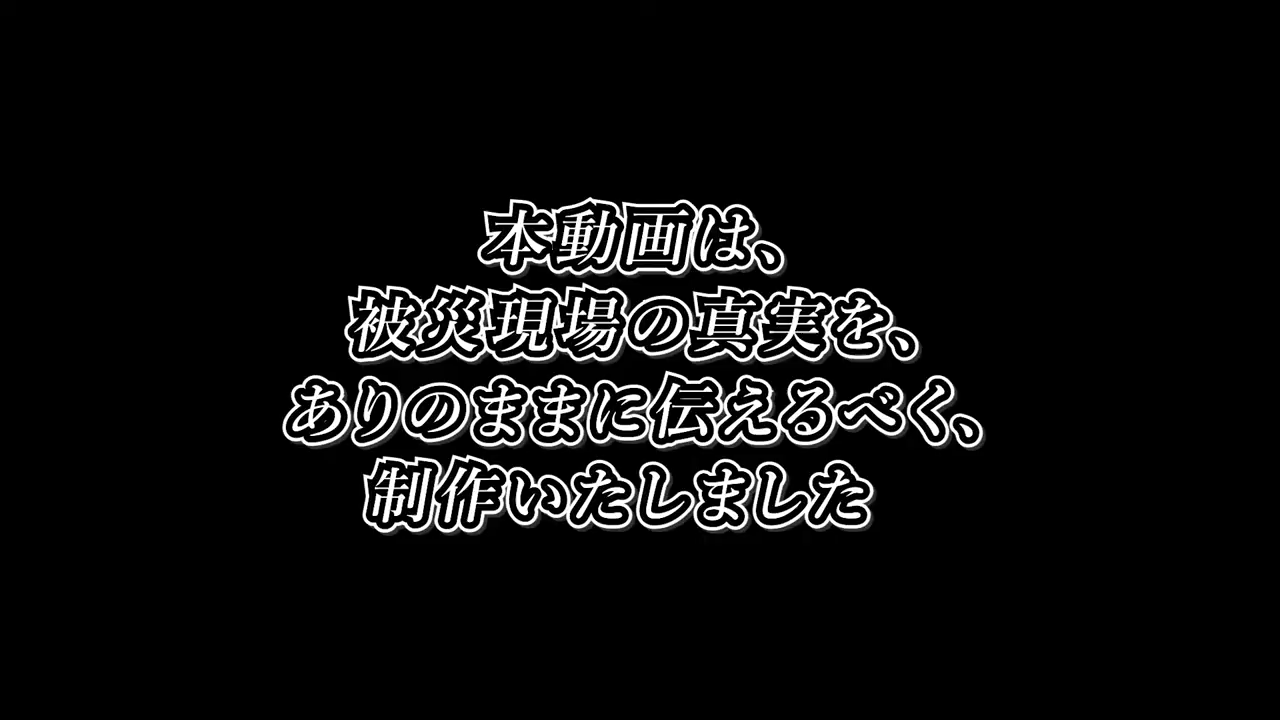 本動画は、
被災現場の真実を、
ありのままに伝えるべく、
制作いたしました